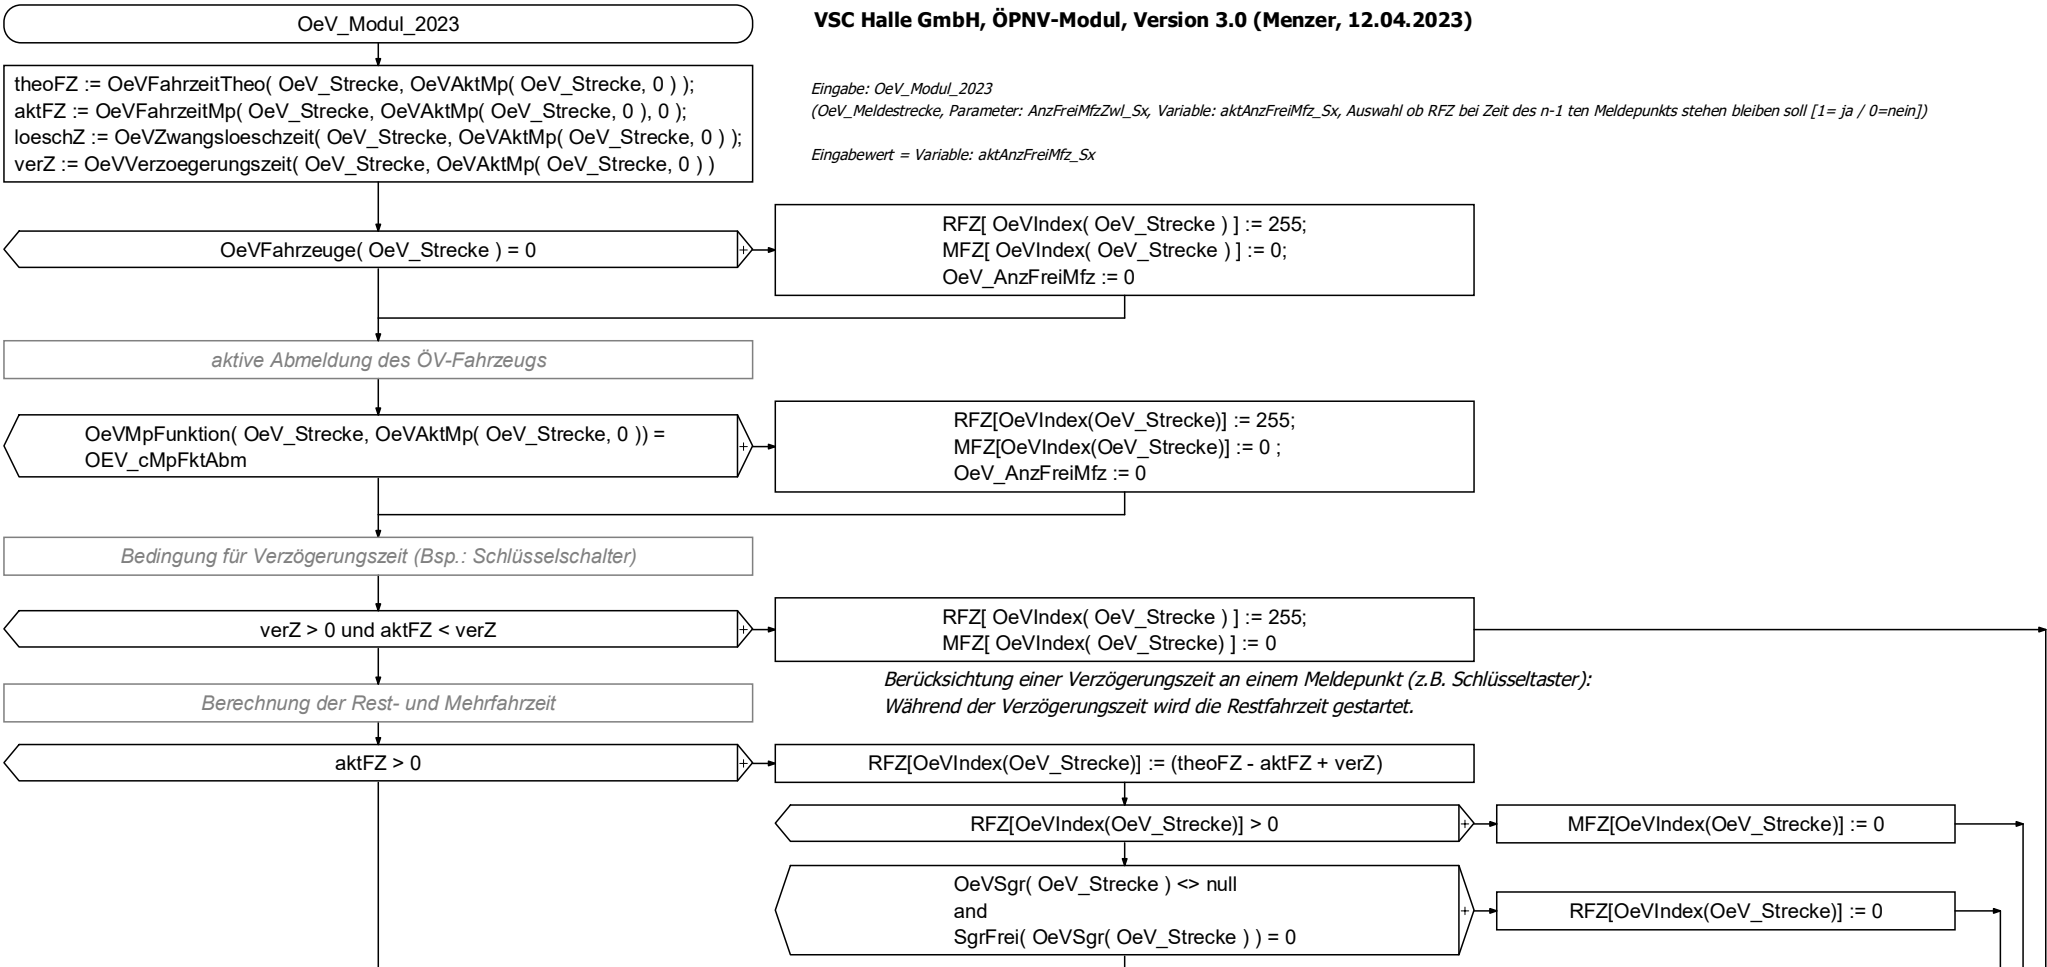 OeV_Modul_2023
VSC Halle GmbH, ÖPNV-Modul, Version 3.0 (Menzer, 12.04.2023)
theoFZ := OeVFahrzeitTheo( OeV_Strecke, OeVAktMp( OeV_Strecke, 0 ) );
aktFZ := OeVFahrzeitMp( OeV_Strecke, OeVAktMp( OeV_Strecke, 0 ), 0 );
loeschZ := OeVZwangsloeschzeit( OeV_Strecke, OeVAktMp( OeV_Strecke, 0 ) );
verZ := OeVVerzoegerungszeit( OeV_Strecke, OeVAktMp( OeV_Strecke, 0 ) )
Eingabe: OeV_Modul_2023
(OeV_Meldestrecke, Parameter: AnzFreiMfzZwl_Sx, Variable: aktAnzFreiMfz_Sx, Auswahl ob RFZ bei Zeit des n-1 ten Meldepunkts stehen bleiben soll [1= ja / 0=nein])
Eingabewert = Variable: aktAnzFreiMfz_Sx
OeVFahrzeuge( OeV_Strecke ) = 0
+
RFZ[ OeVIndex( OeV_Strecke ) ] := 255;
MFZ[ OeVIndex( OeV_Strecke ) ] := 0;
OeV_AnzFreiMfz := 0
aktive Abmeldung des ÖV-Fahrzeugs
OeVMpFunktion( OeV_Strecke, OeVAktMp( OeV_Strecke, 0 )) =
OEV_cMpFktAbm
+
RFZ[OeVIndex(OeV_Strecke)] := 255;
MFZ[OeVIndex(OeV_Strecke)] := 0 ;
OeV_AnzFreiMfz := 0
Bedingung für Verzögerungszeit (Bsp.: Schlüsselschalter)
verZ > 0 und aktFZ < verZ
+
RFZ[ OeVIndex( OeV_Strecke ) ] := 255;
MFZ[ OeVIndex( OeV_Strecke) ] := 0
Berücksichtung einer Verzögerungszeit an einem Meldepunkt (z.B. Schlüsseltaster):
Während der Verzögerungszeit wird die Restfahrzeit gestartet.
Berechnung der Rest- und Mehrfahrzeit
aktFZ > 0
+
RFZ[OeVIndex(OeV_Strecke)] := (theoFZ - aktFZ + verZ)
RFZ[OeVIndex(OeV_Strecke)] > 0
+
MFZ[OeVIndex(OeV_Strecke)] := 0
OeVSgr( OeV_Strecke ) <> null
and
SgrFrei( OeVSgr( OeV_Strecke ) ) = 0
+
RFZ[OeVIndex(OeV_Strecke)] := 0